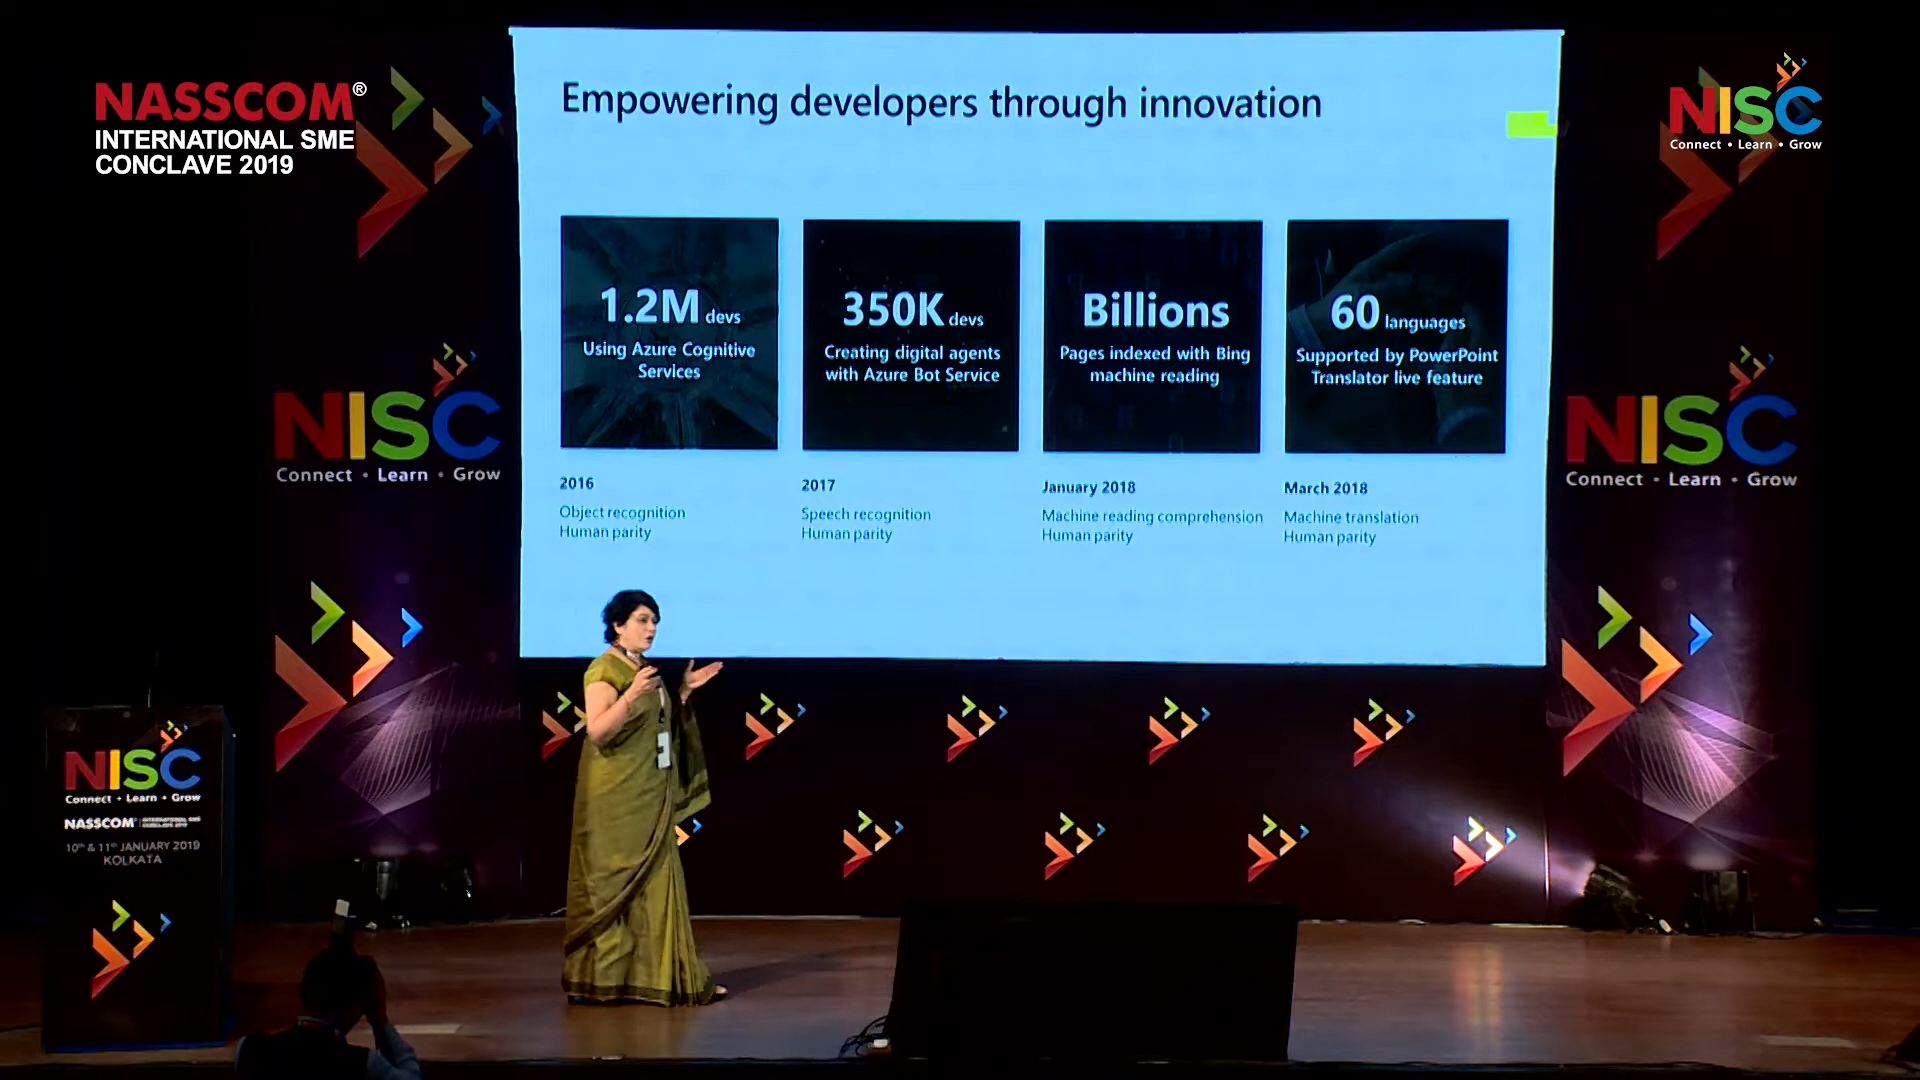 NASSCOM®
INTERNATIONAL SME
CONCLAVE 2019
NISC
Connect • Learn • Grow
Empowering developers through innovation
1.2M devs
Using Azure Cognitive
Services
350K devs
Creating digital agents
with Azure Bot Service
Billions
Pages indexed with Bing
machine reading
60 languages
Supported by PowerPoint
Translator live feature
2016
Object recognition
Human parity
2017
Speech recognition
Human parity
January 2018
Machine reading comprehension
Human parity
March 2018
Machine translation
Human parity
NISC
Connect • Learn • Grow
NISC
Connect • Learn • Grow
NISC
Connect • Learn • Grow
NASSCOM® INTERNATIONAL SME
CONCLAVE 2019
10th & 11th JANUARY 2019
KOLKATA